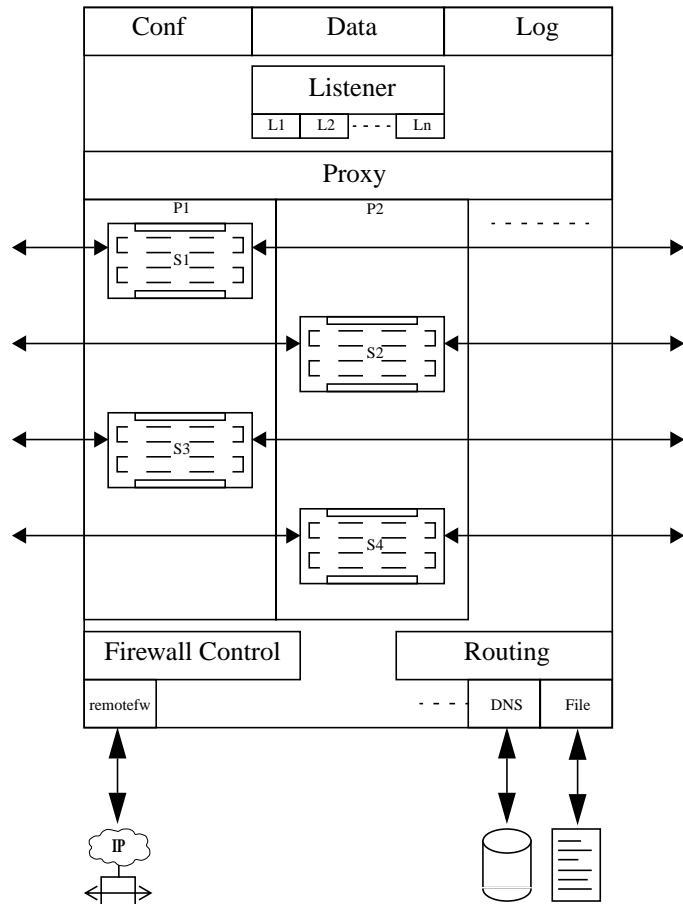 Conf Data Log
Listener
L1 L2 Ln
Proxy
P1 P2
S1
S2
S3
S4
Firewall Control Routing
remotefw DNS File
IP